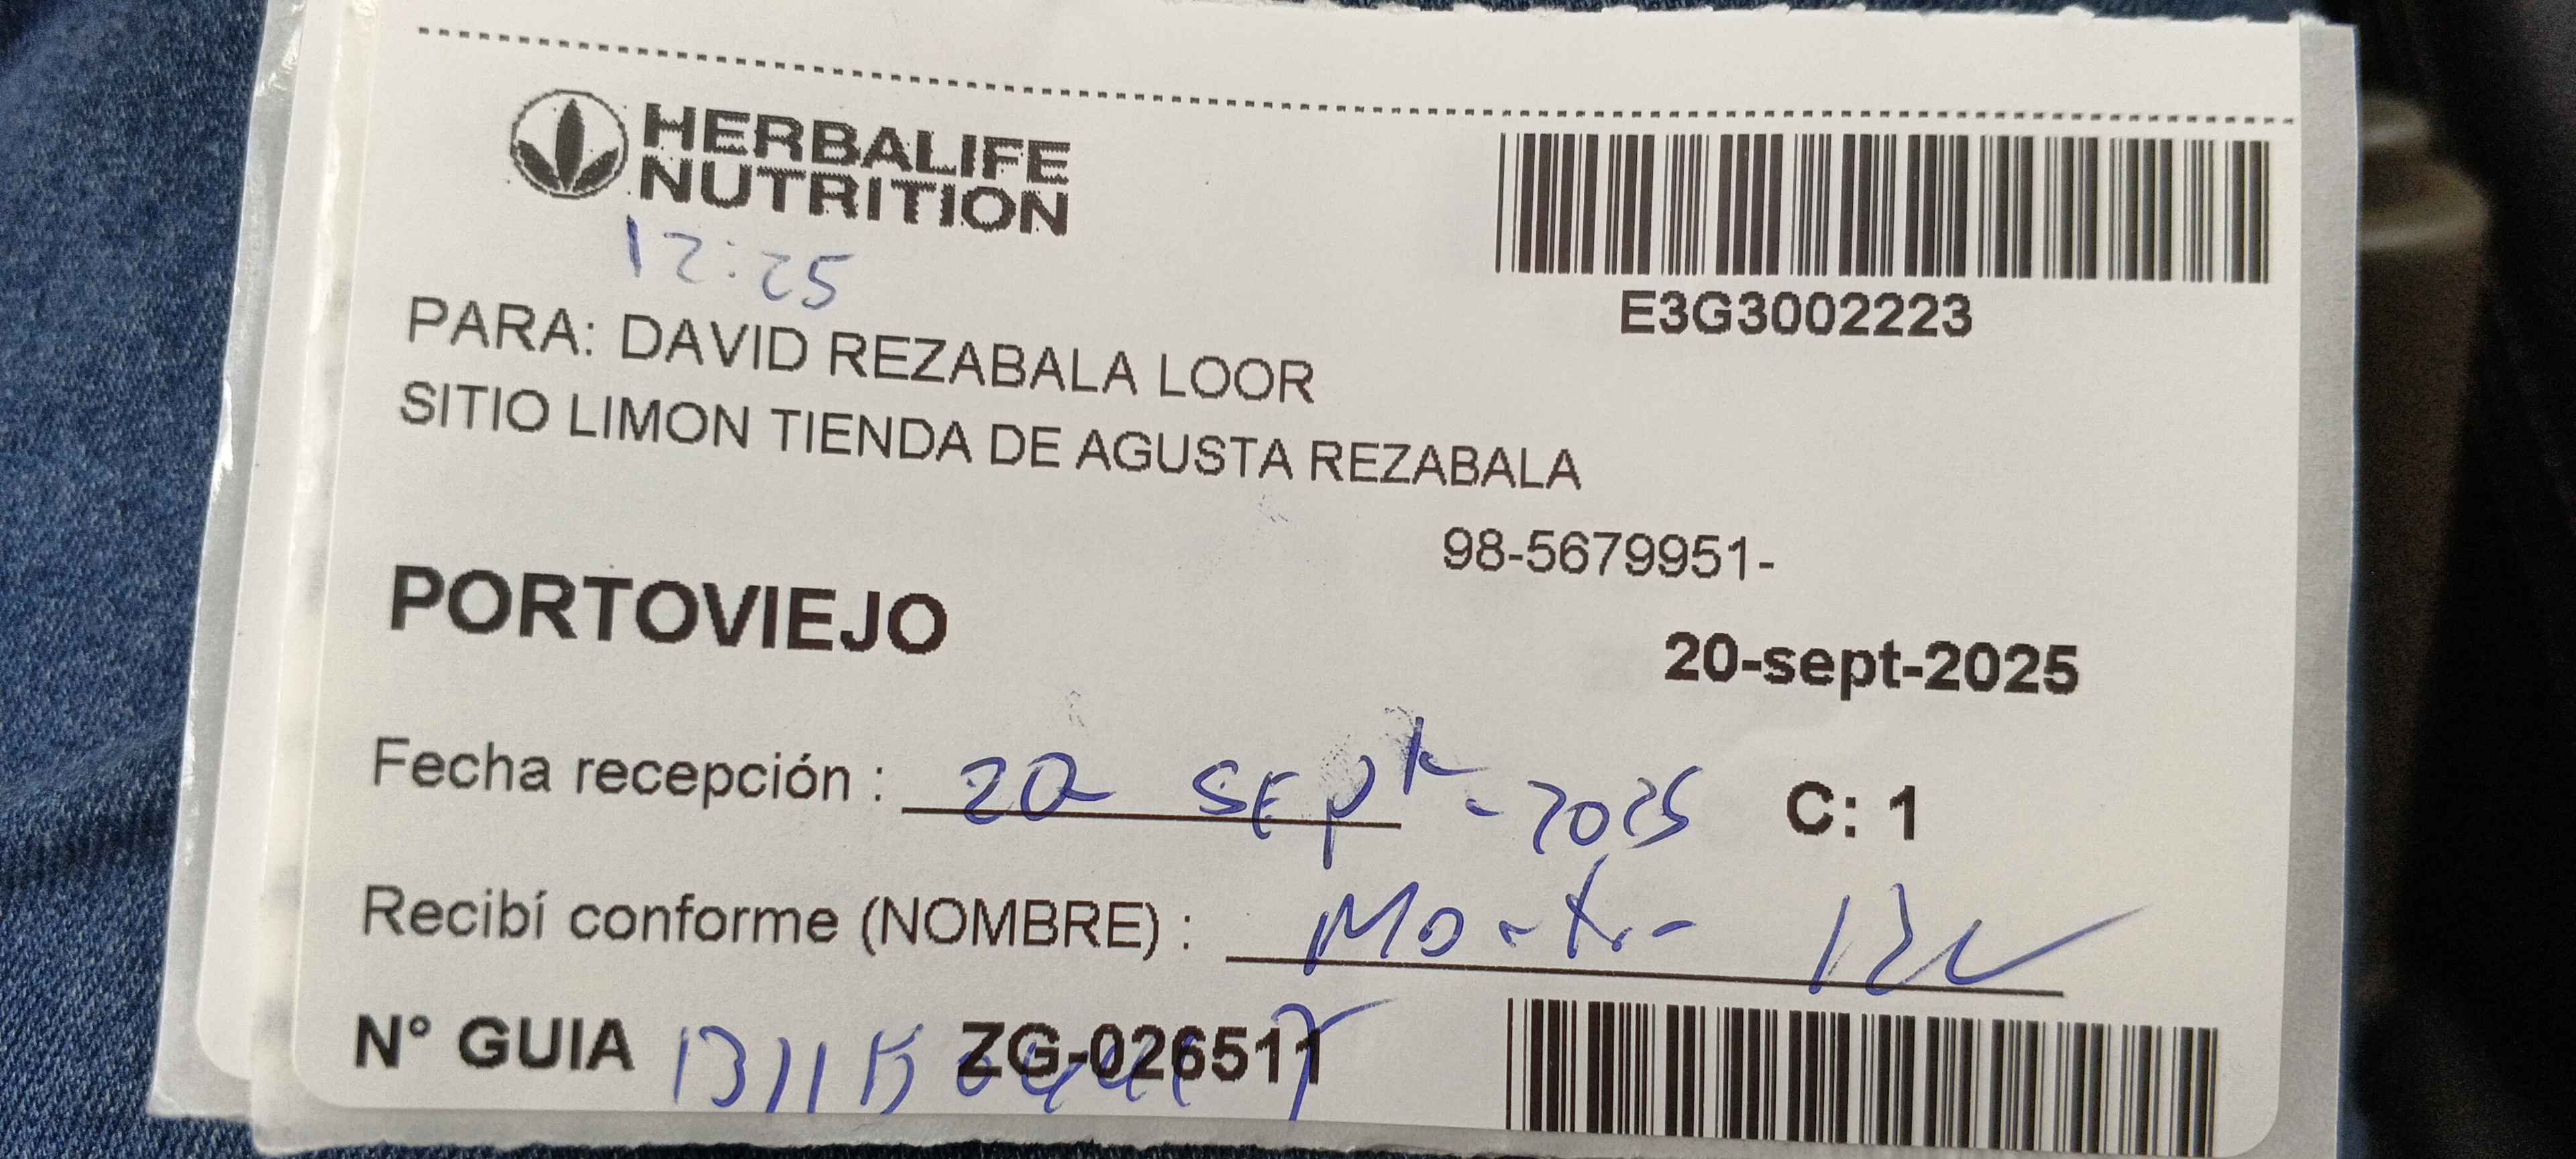 HERBALIFE
NUTRITION
12:25
E3G3002223
PARA: DAVID REZABALA LOOR
SITIO LIMON TIENDA DE AGUSTA REZABALA
98-5679951-
PORTOVIEJO
20-sept-2025
Fecha recepción : 20 sept - 2025 C: 1
Recibí conforme (NOMBRE) :
N° GUIA ZG-026511